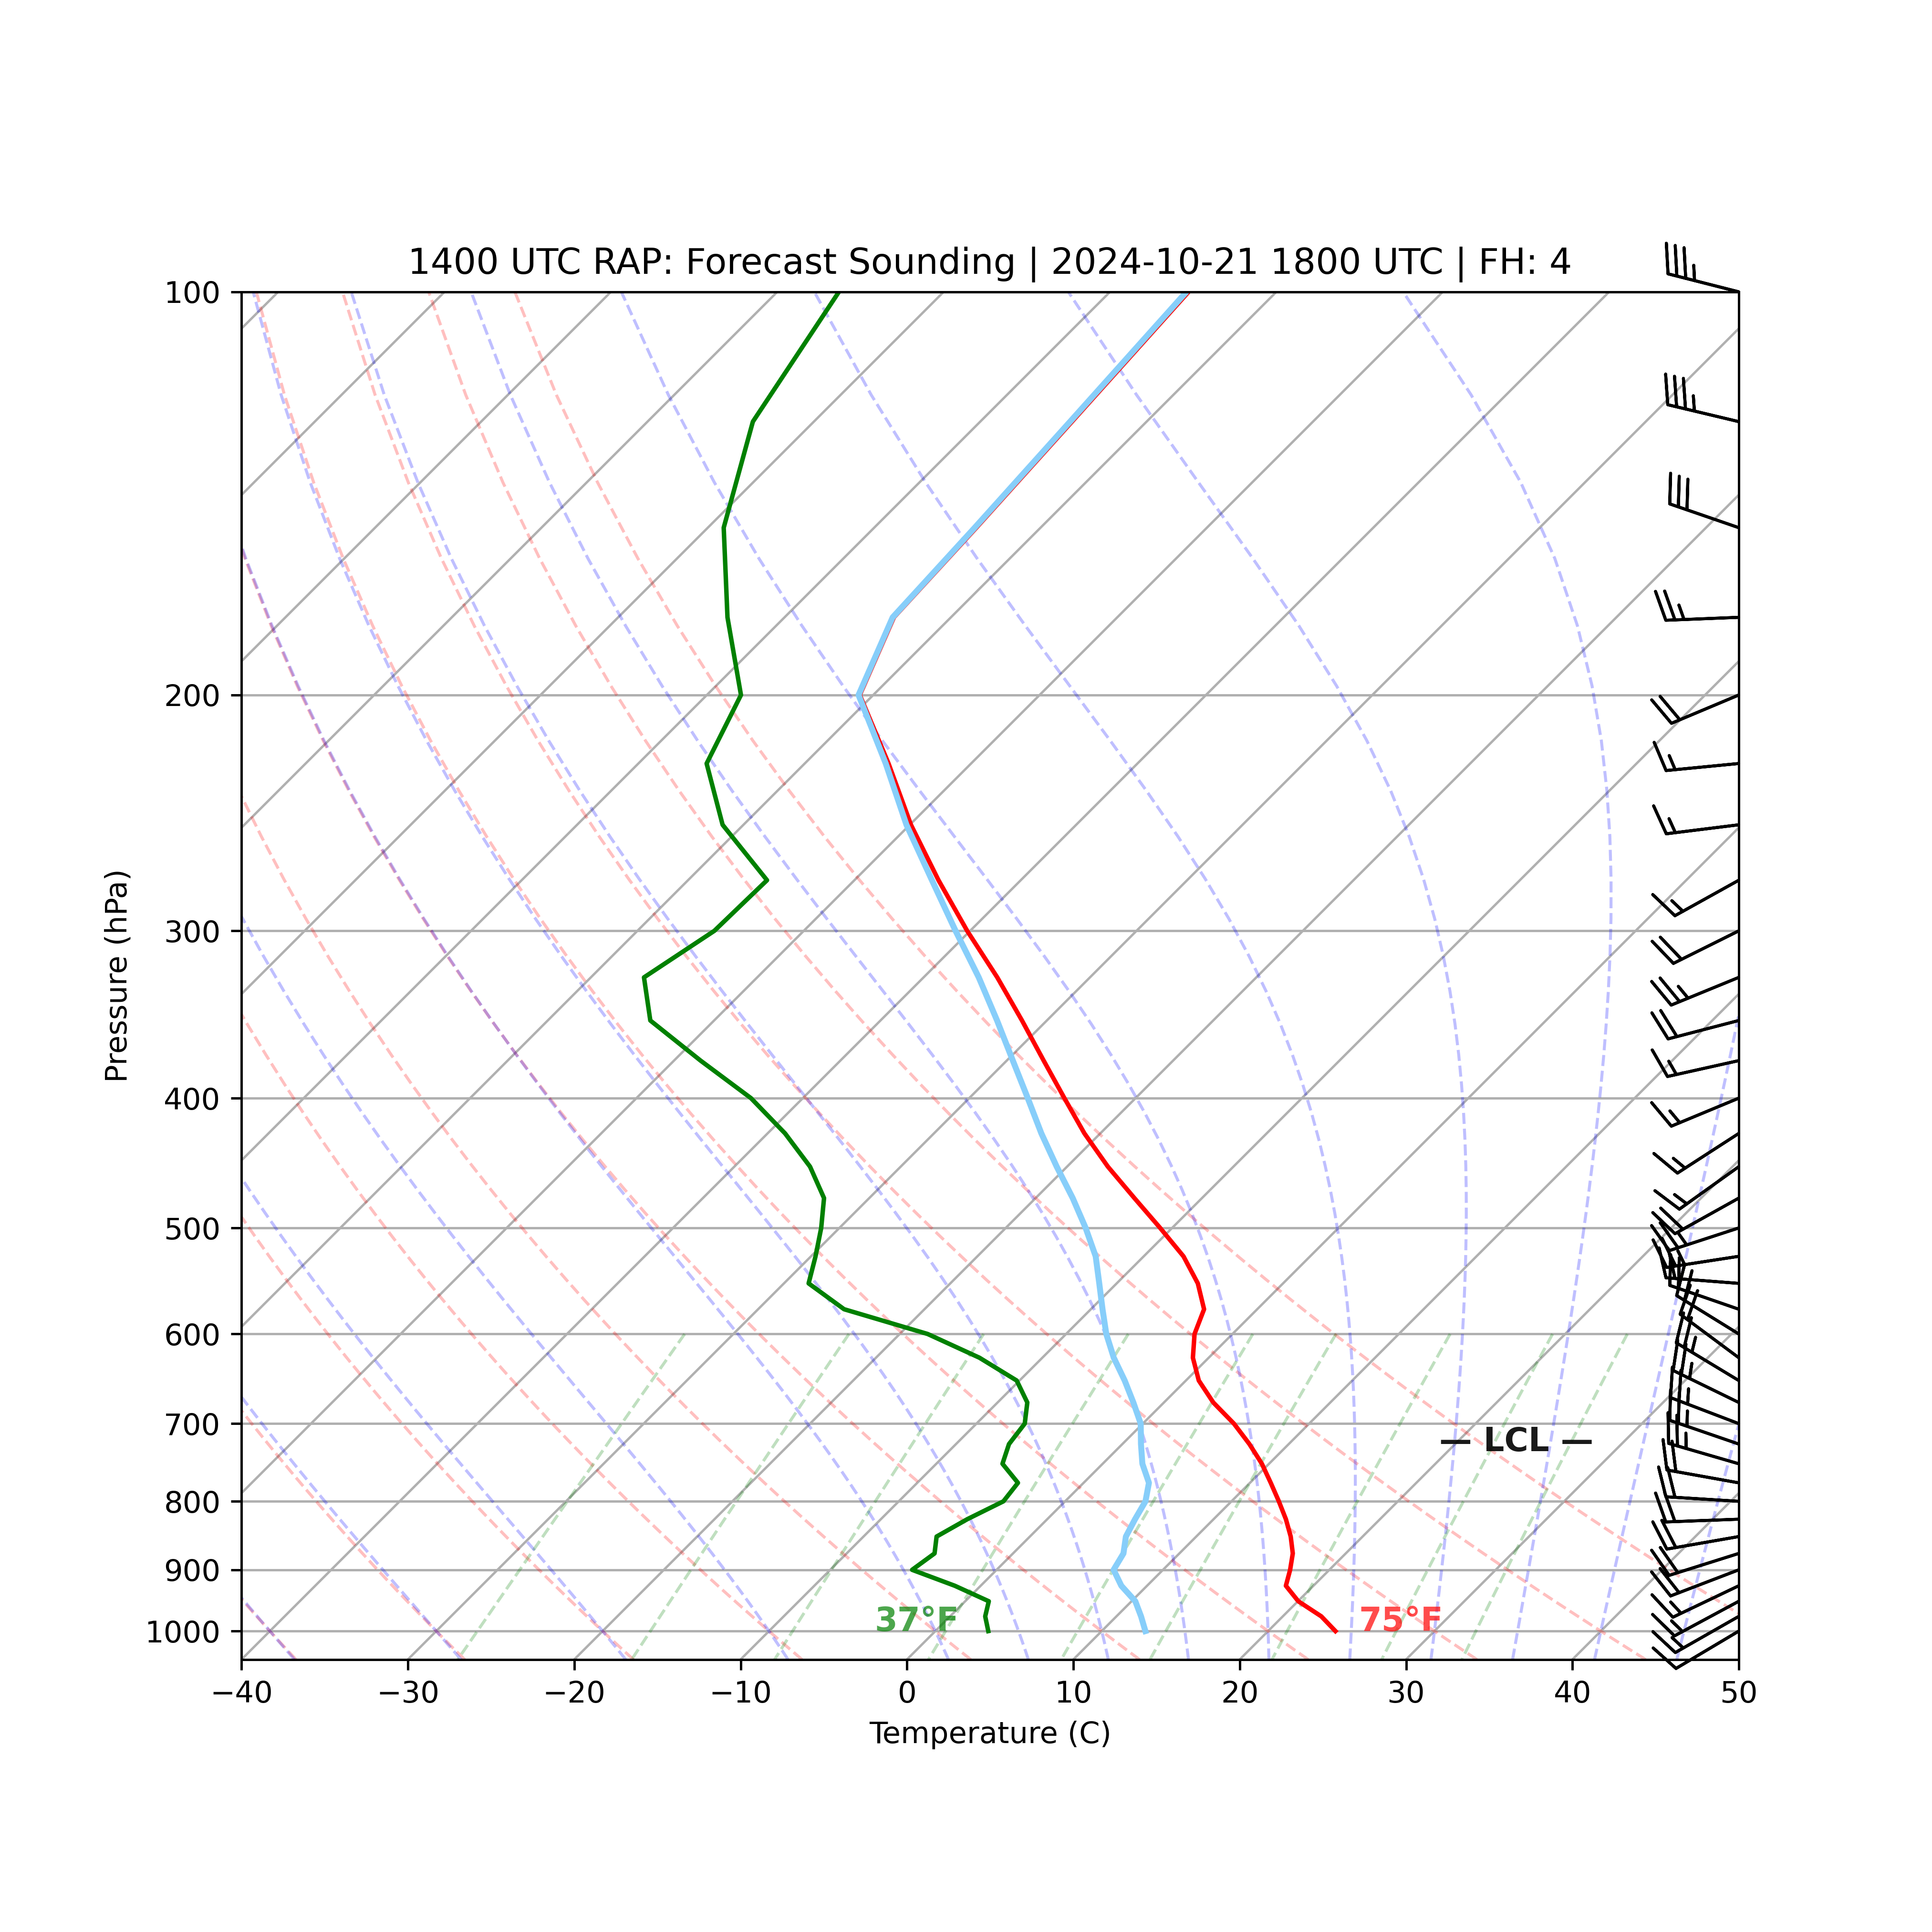 1400 UTC RAP: Forecast Sounding | 2024-10-21 1800 UTC | FH: 4
100
200
300
400
500
600
700
800
900
1000
Pressure (hPa)
— LCL —
37°F
75°F
−40 −30 −20 −10 0 10 20 30 40 50
Temperature (C)